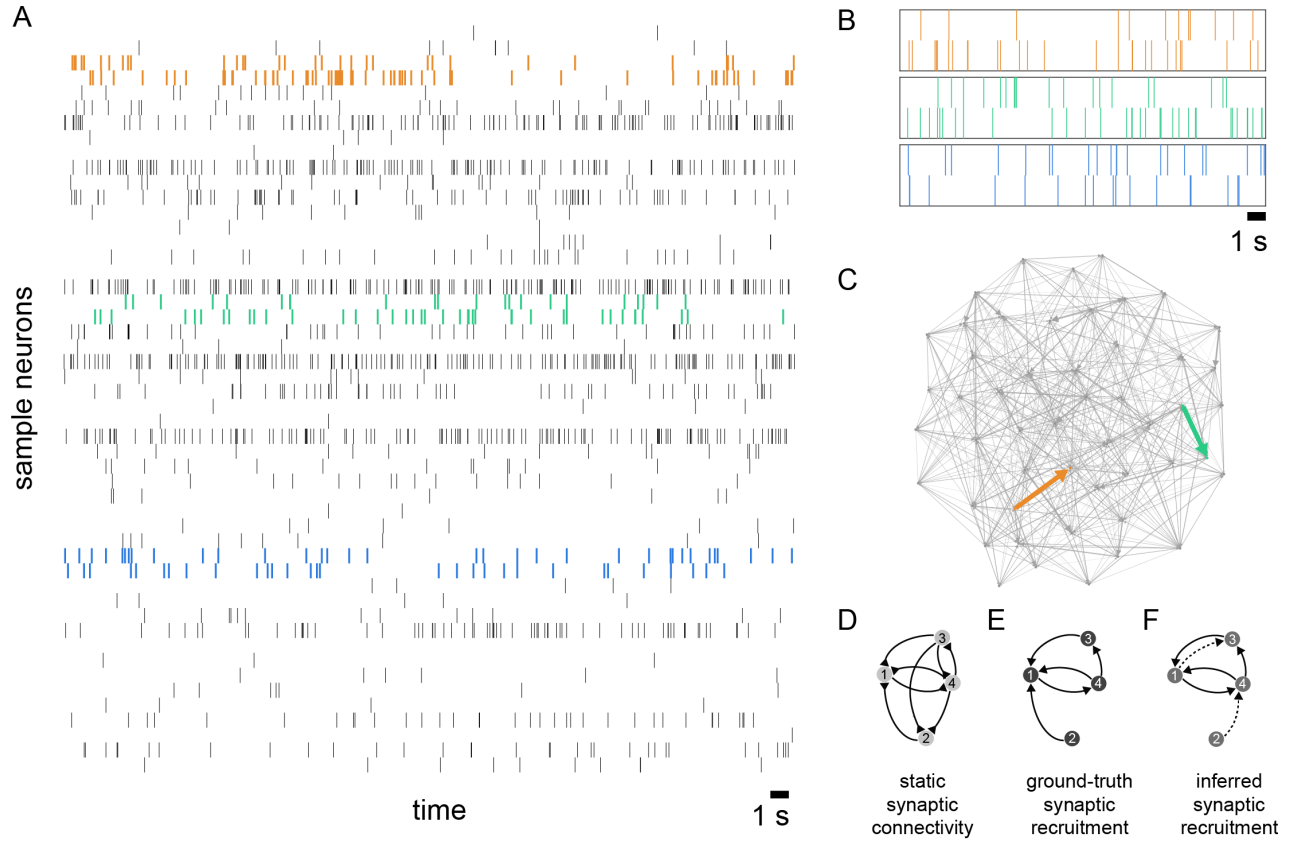 A
sample neurons
time
1 s
B
1 s
C
D
3
1
4
2
static
synaptic
connectivity
E
3
1
4
2
ground-truth
synaptic
recruitment
F
3
1
4
2
inferred
synaptic
recruitment